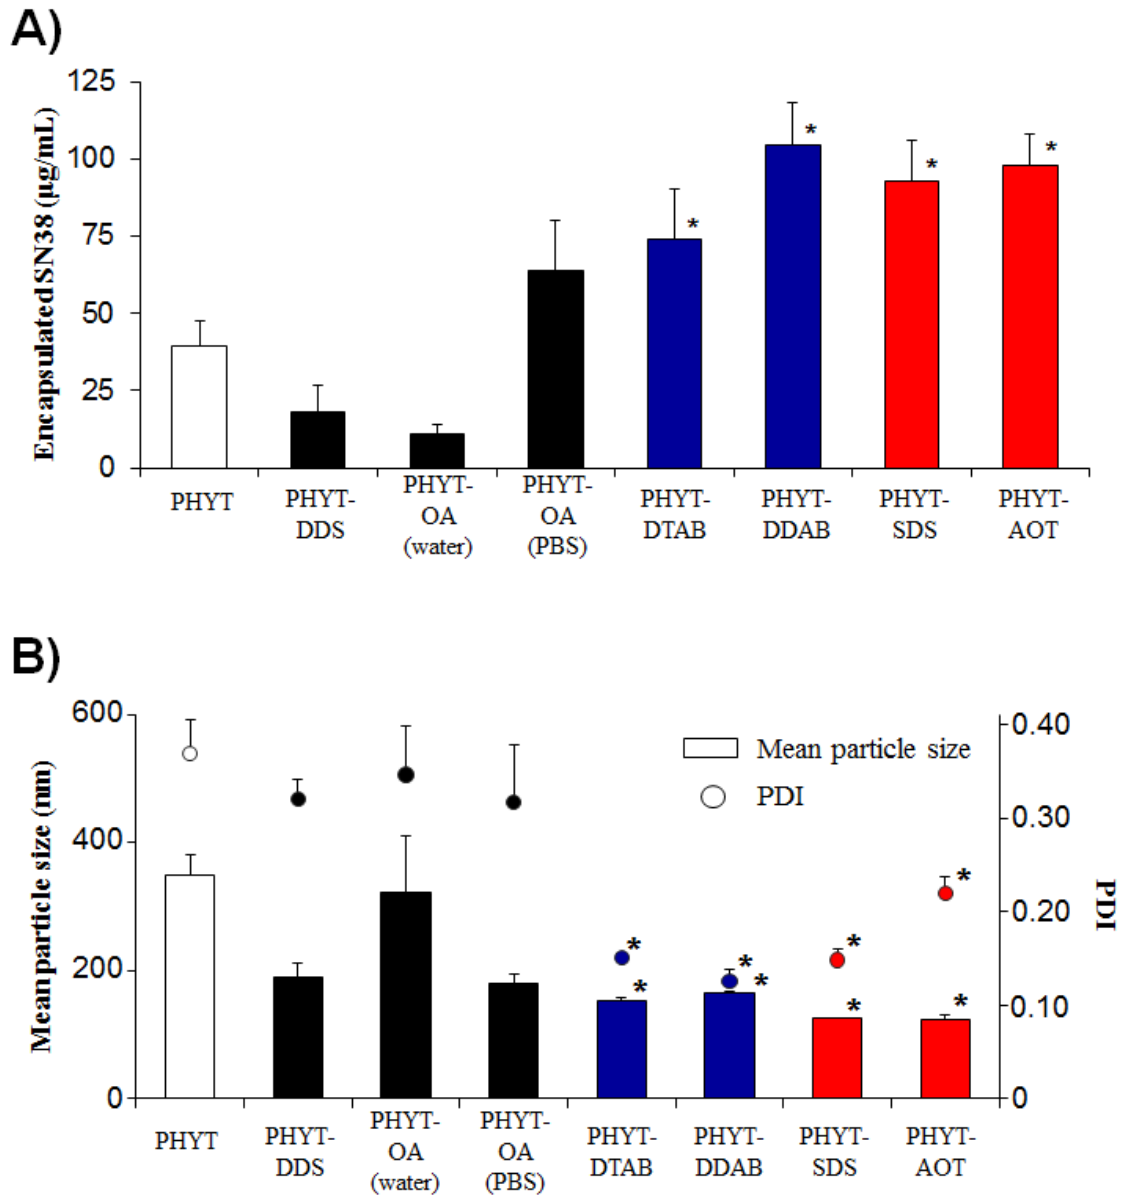 A)
Encapsulated SN38 (µg/mL)
125
100
75
50
25
0
PHYT
PHYT-
DDS
PHYT-
OA
(water)
PHYT-
OA
(PBS)
PHYT-
DTAB
PHYT-
DDAB
PHYT-
SDS
PHYT-
AOT
*
*
*
*
B)
Mean particle size (nm)
600
400
200
0
Mean particle size
PDI
0.40
0.30
0.20
0.10
0
PDI
*
*
*
*
*
*
*
*
PHYT
PHYT-
DDS
PHYT-
OA
(water)
PHYT-
OA
(PBS)
PHYT-
DTAB
PHYT-
DDAB
PHYT-
SDS
PHYT-
AOT